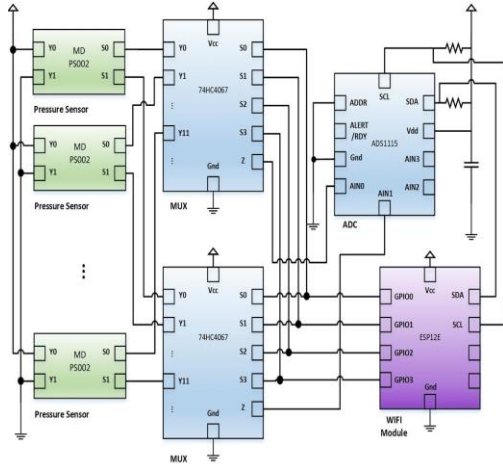 MD
PS002
Y0
Y1
S0
S1
Pressure Sensor
MD
PS002
Y0
Y1
S0
S1
Pressure Sensor
⋮
MD
PS002
Y0
Y1
S0
S1
Pressure Sensor
Vcc
74HC4067
Y0
Y1
⋮
Y11
⋮
S0
S1
S2
S3
Z
Gnd
MUX
Vcc
74HC4067
Y0
Y1
⋮
Y11
⋮
S0
S1
S2
S3
Z
Gnd
MUX
SCL
ADDR
ALERT
/RDY
Gnd
AIN0
ADS1115
SDA
Vdd
AIN3
AIN2
AIN1
ADC
Vcc
ESP12E
GPIO0
GPIO1
GPIO2
GPIO3
SDA
SCL
Gnd
WIFI
Module